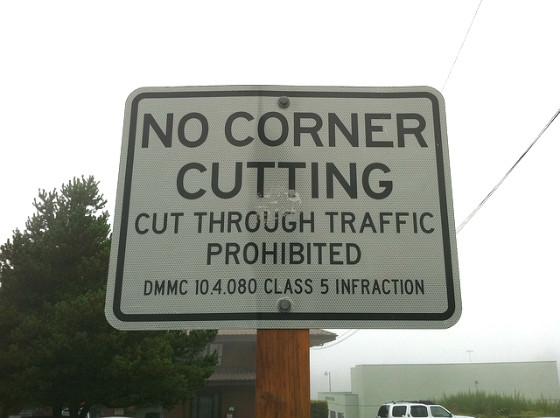 NO CORNER
CUTTING
CUT THROUGH TRAFFIC
PROHIBITED
DMMC 10.4.080 CLASS 5 INFRACTION